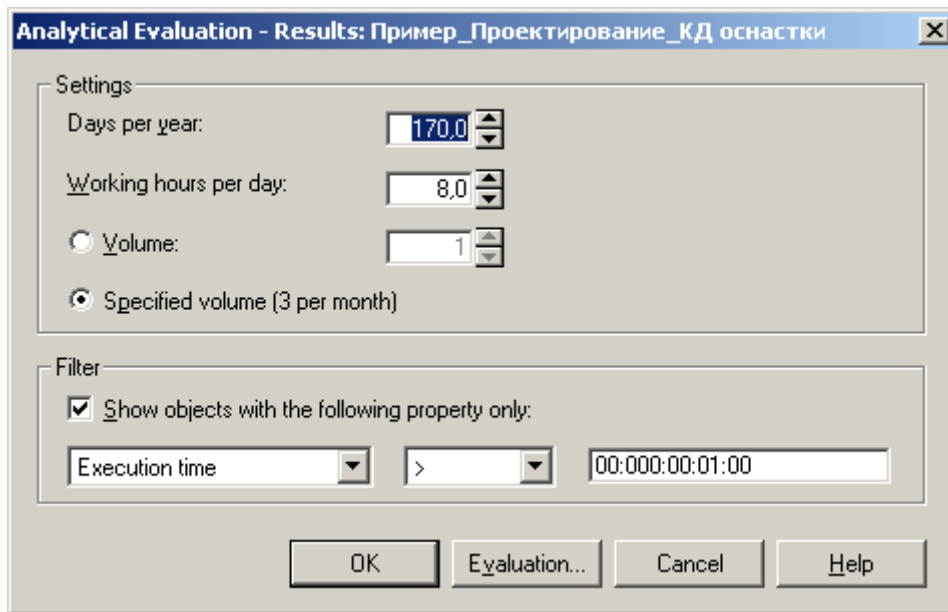 Analytical Evaluation - Results: Пример_Проектирование_КД оснастки
Settings
Days per year: 170,0
Working hours per day: 8,0
Volume: 1
Specified volume (3 per month)
Filter
Show objects with the following property only:
Execution time > 00:000:00:01:00
OK Evaluation... Cancel Help